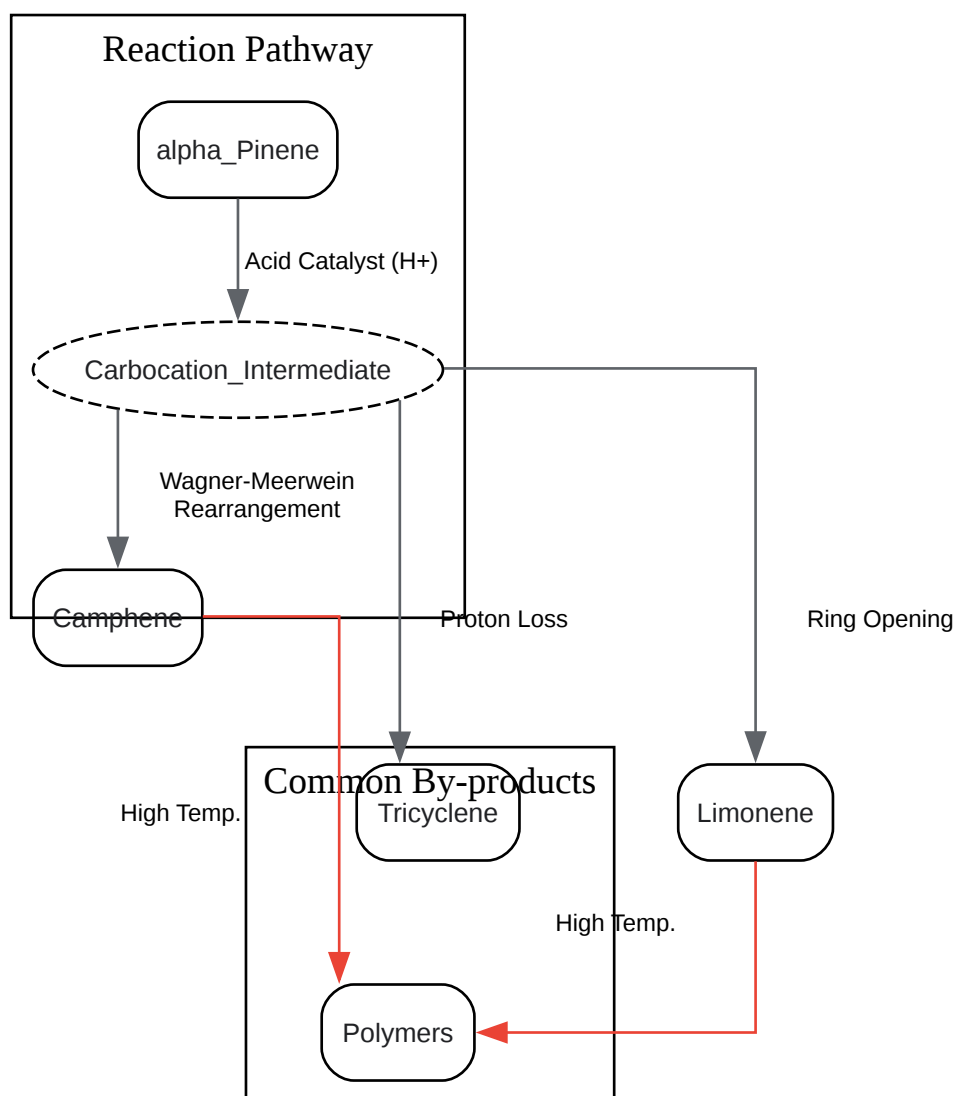 Reaction Pathway
alpha_Pinene
Acid Catalyst (H+)
Carbocation_Intermediate
Wagner-Meerwein
Rearrangement
Camphene
Proton Loss
Ring Opening
Common By-products
High Temp.
Tricyclene
Limonene
High Temp.
Polymers